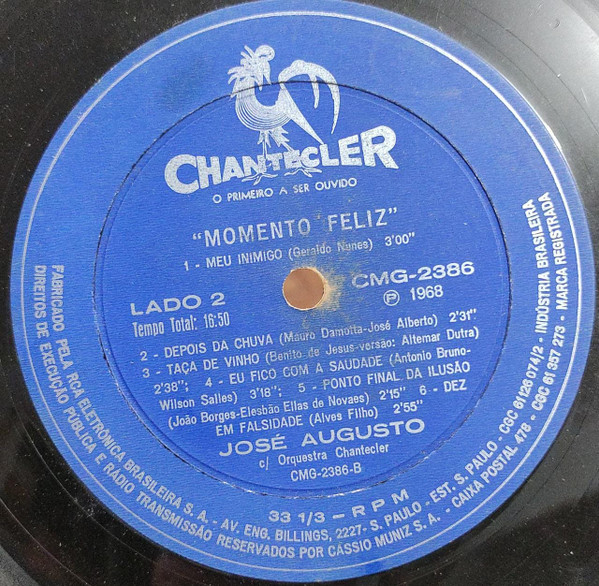 CHANTECLER
O PRIMEIRO A SER OUVIDO
"MOMENTO FELIZ"
1 - MEU INIMIGO (Geraldo Nunes) 3'00"
LADO 2
Tempo Total: 16:50
CMG-2386
Ⓟ 1968
2 - DEPOIS DA CHUVA (Mauro Damotta-José Alberto) 2'31"
3 - TAÇA DE VINHO (Benito de Jesus-versão: Altemar Dutra)
2'38"; 4 - EU FICO COM A SAUDADE (Antonio Bruno-
Wilson Salles) 3'18"; 5 - PONTO FINAL DA ILUSÃO
(João Borges-Elesbão Elias de Novaes) 2'15" 6 - DEZ
EM FALSIDADE (Alves Filho) 2'55"
JOSÉ AUGUSTO
c/ Orquestra Chantecler
CMG-2386-B
33 1/3 - RPM
FABRICADO PELA RCA ELETRÔNICA BRASILEIRA S. A. - AV. ENG. BILLINGS, 2227 - S. PAULO - EST. S. PAULO - CGC 61126074/2 - INDÚSTRIA BRASILEIRA
DIREITOS DE EXECUÇÃO PÚBLICA E RÁDIO TRANSMISSÃO RESERVADOS POR CÁSSIO MUNIZ S. A. - CAIXA POSTAL 478 - CGC 61 357 273 - MARCA REGISTRADA